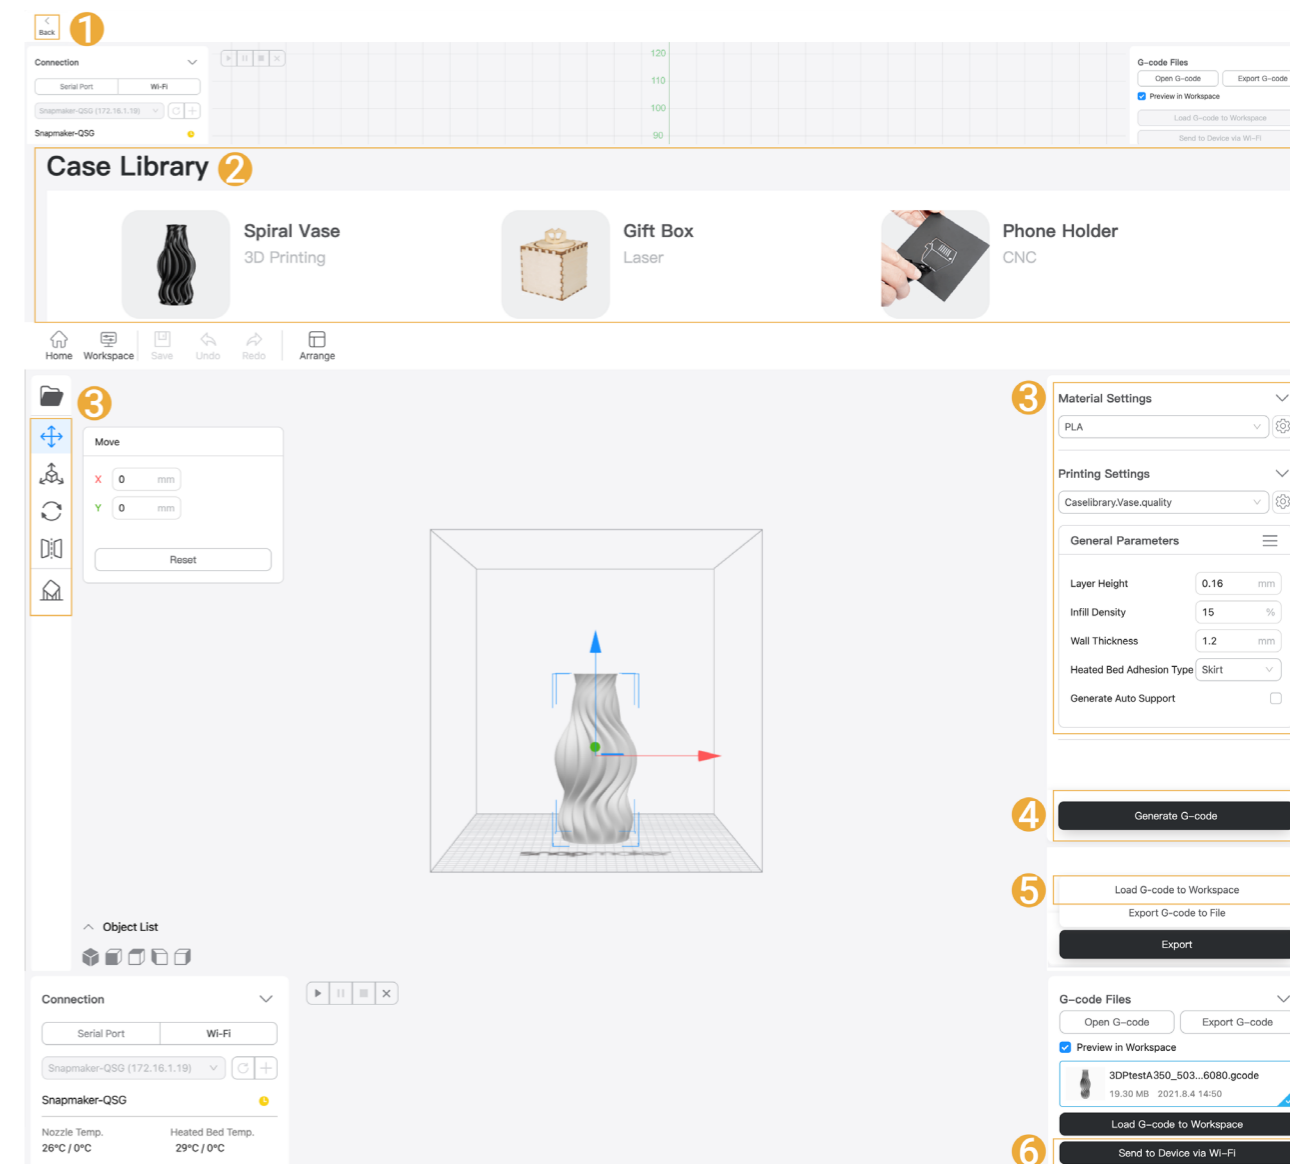 Back
1
Connection
Serial Port Wi-Fi
Snapmaker-QSG (172.16.1.19)
Snapmaker-QSG
120
110
100
90
G-code Files
Open G-code Export G-code
Preview in Workspace
Load G-code to Workspace
Send to Device via Wi-Fi
Case Library 2
Spiral Vase
3D Printing
Gift Box
Laser
Phone Holder
CNC
Home Workspace Save Undo Redo Arrange
3
Move
X 0 mm
Y 0 mm
Reset
snapmaker
3
Material Settings
PLA
Printing Settings
Caselibrary.Vase.quality
General Parameters
Layer Height 0.16 mm
Infill Density 15 %
Wall Thickness 1.2 mm
Heated Bed Adhesion Type Skirt
Generate Auto Support
4
Generate G-code
5
Load G-code to Workspace
Export G-code to File
Export
Object List
Connection
Serial Port Wi-Fi
Snapmaker-QSG (172.16.1.19)
Snapmaker-QSG
Nozzle Temp. Heated Bed Temp.
26°C / 0°C 29°C / 0°C
G-code Files
Open G-code Export G-code
Preview in Workspace
3DPtestA350_503...6080.gcode
19.30 MB 2021.8.4 14:50
Load G-code to Workspace
6
Send to Device via Wi-Fi